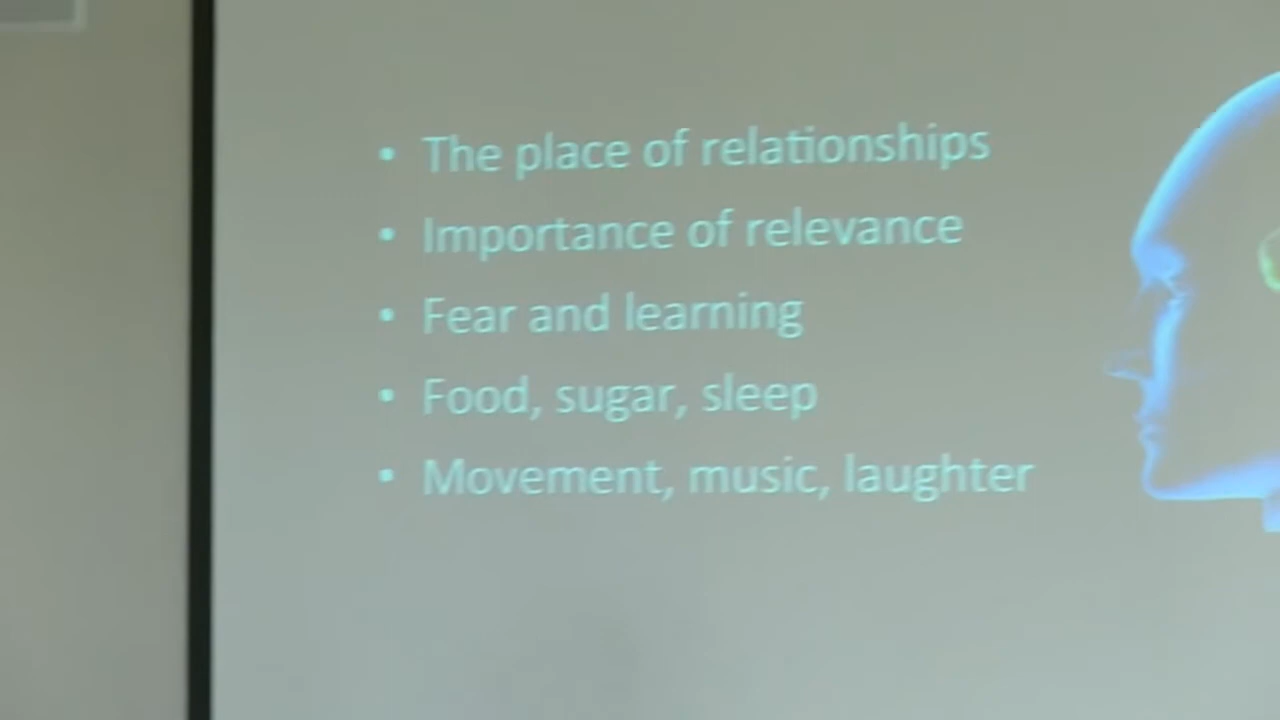 • The place of relationships
• Importance of relevance
• Fear and learning
• Food, sugar, sleep
• Movement, music, laughter